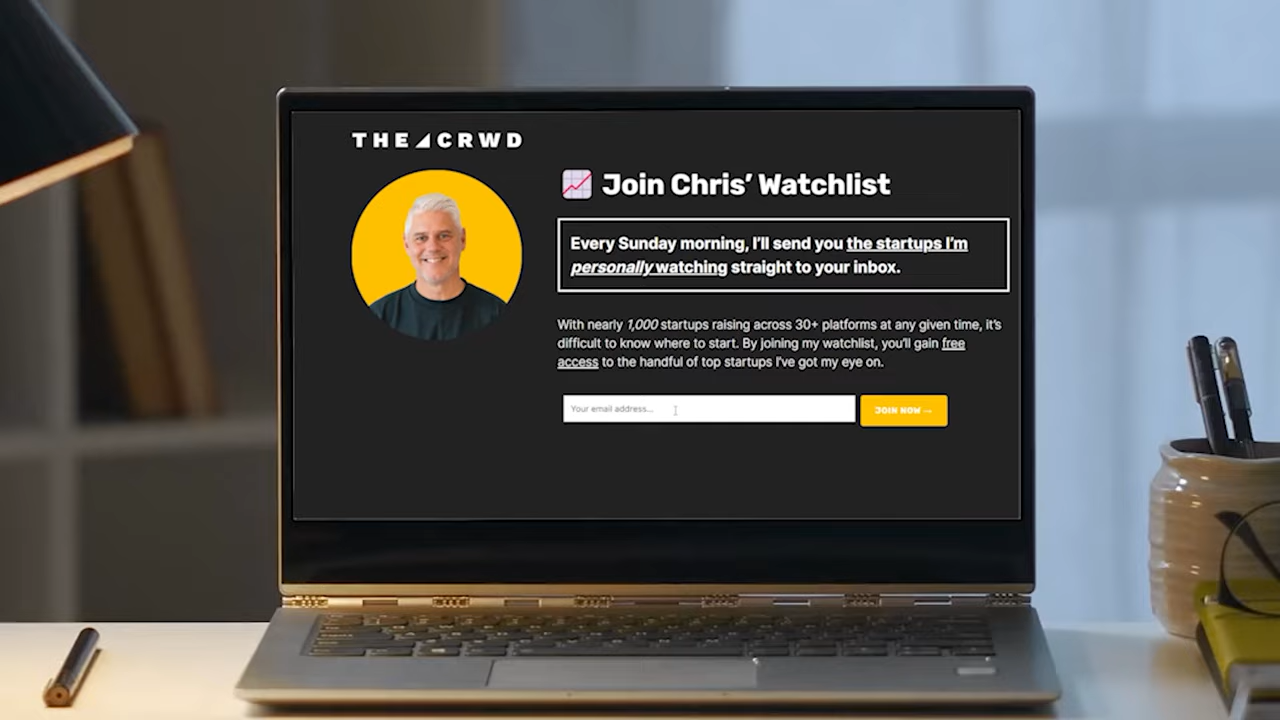 THE CRWD
Join Chris’ Watchlist
Every Sunday morning, I’ll send you the startups I’m
personally watching straight to your inbox.
With nearly 1,000 startups raising across 30+ platforms at any given time, it’s
difficult to know where to start. By joining my watchlist, you’ll gain free
access to the handful of top startups I’ve got my eye on.
Your email address...
JOIN NOW →